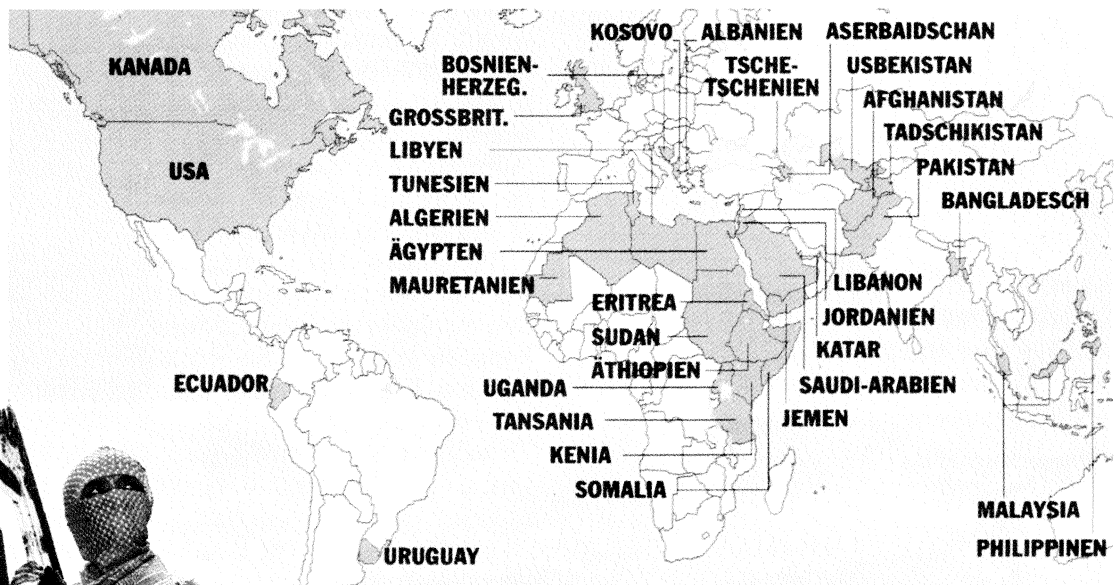 KOSOVO
ALBANIEN
ASERBAIDSCHAN
KANADA
BOSNIEN-
HERZEG.
TSCHE-
TSCHENIEN
USBEKISTAN
AFGHANISTAN
GROSSBRIT.
TADSCHIKISTAN
LIBYEN
PAKISTAN
USA
TUNESIEN
BANGLADESCH
ALGERIEN
ÄGYPTEN
MAURETANIEN
LIBANON
ERITREA
JORDANIEN
SUDAN
KATAR
ÄTHIOPIEN
ECUADOR
UGANDA
SAUDI-ARABIEN
TANSANIA
JEMEN
KENIA
SOMALIA
MALAYSIA
URUGUAY
PHILIPPINEN